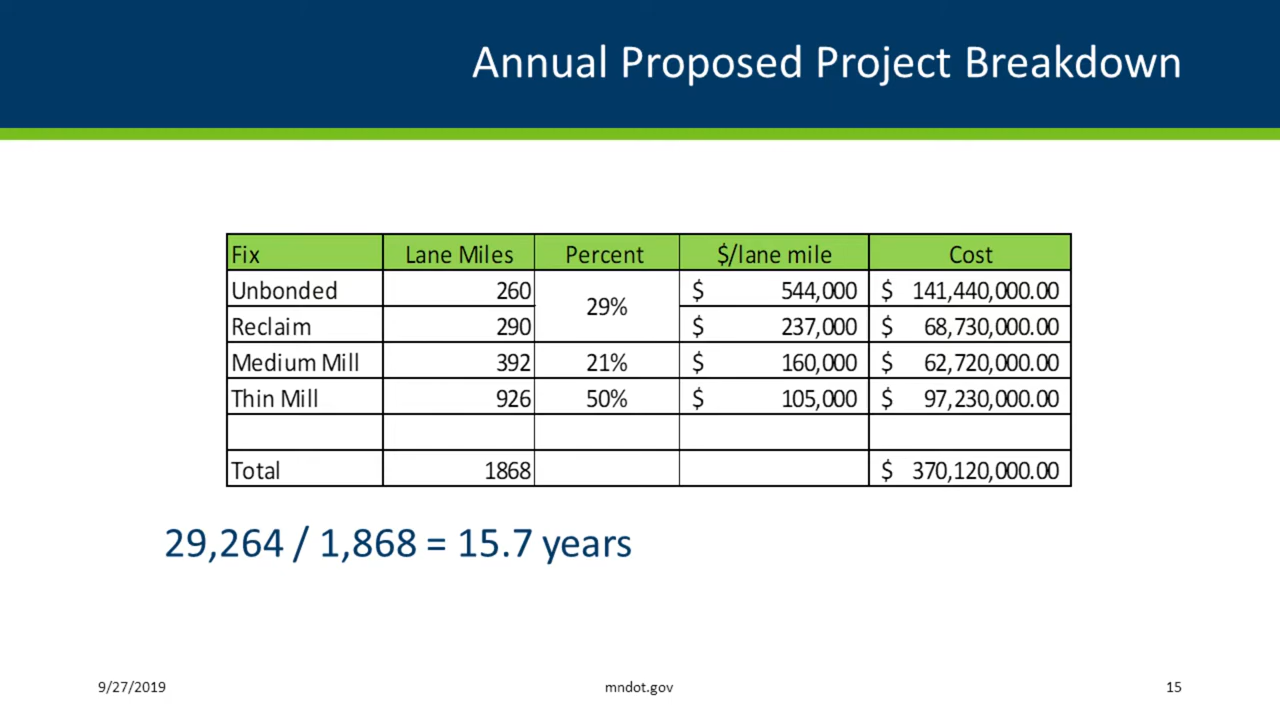 Annual Proposed Project Breakdown
Fix Lane Miles Percent $/lane mile Cost
Unbonded 260 29% $ 544,000 $ 141,440,000.00
Reclaim 290 $ 237,000 $ 68,730,000.00
Medium Mill 392 21% $ 160,000 $ 62,720,000.00
Thin Mill 926 50% $ 105,000 $ 97,230,000.00
Total 1868 $ 370,120,000.00
29,264 / 1,868 = 15.7 years
9/27/2019 mndot.gov 15